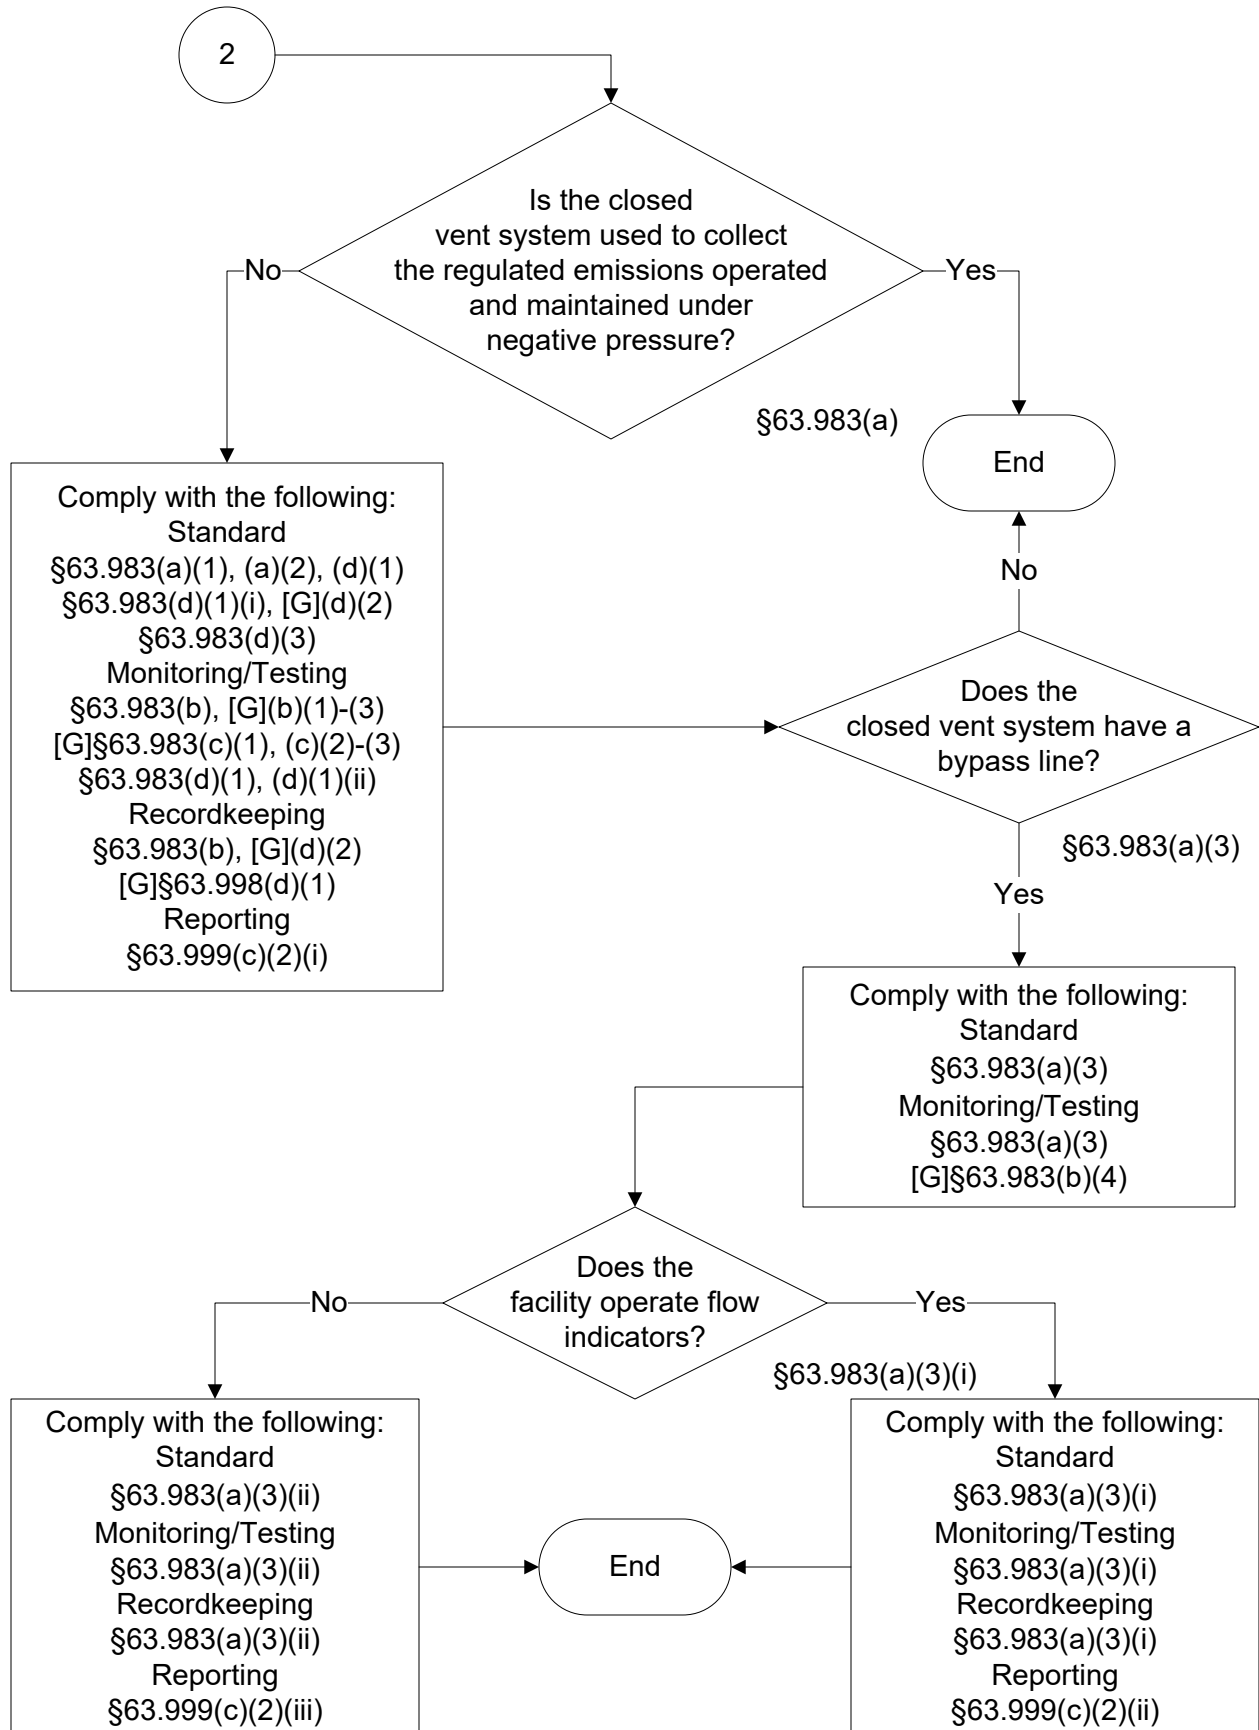 2
Is the closed
vent system used to collect
the regulated emissions operated
and maintained under
negative pressure?
No
Yes
§63.983(a)
End
Comply with the following:
Standard
§63.983(a)(1), (a)(2), (d)(1)
§63.983(d)(1)(i), [G](d)(2)
§63.983(d)(3)
Monitoring/Testing
§63.983(b), [G](b)(1)-(3)
[G]§63.983(c)(1), (c)(2)-(3)
§63.983(d)(1), (d)(1)(ii)
Recordkeeping
§63.983(b), [G](d)(2)
[G]§63.998(d)(1)
Reporting
§63.999(c)(2)(i)
No
Does the
closed vent system have a
bypass line?
§63.983(a)(3)
Yes
Comply with the following:
Standard
§63.983(a)(3)
Monitoring/Testing
§63.983(a)(3)
[G]§63.983(b)(4)
Does the
facility operate flow
indicators?
No
Yes
§63.983(a)(3)(i)
Comply with the following:
Standard
§63.983(a)(3)(ii)
Monitoring/Testing
§63.983(a)(3)(ii)
Recordkeeping
§63.983(a)(3)(ii)
Reporting
§63.999(c)(2)(iii)
End
Comply with the following:
Standard
§63.983(a)(3)(i)
Monitoring/Testing
§63.983(a)(3)(i)
Recordkeeping
§63.983(a)(3)(i)
Reporting
§63.999(c)(2)(ii)